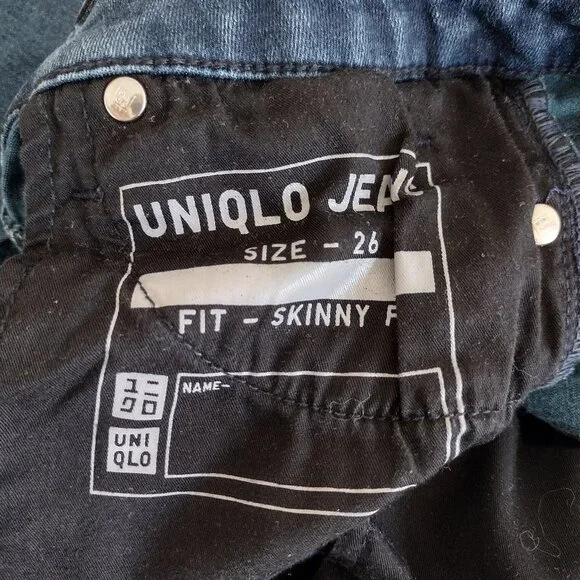 UNIQLO JEA
SIZE - 26
FIT - SKINNY F
NAME-
ユニ
クロ
UNI
QLO